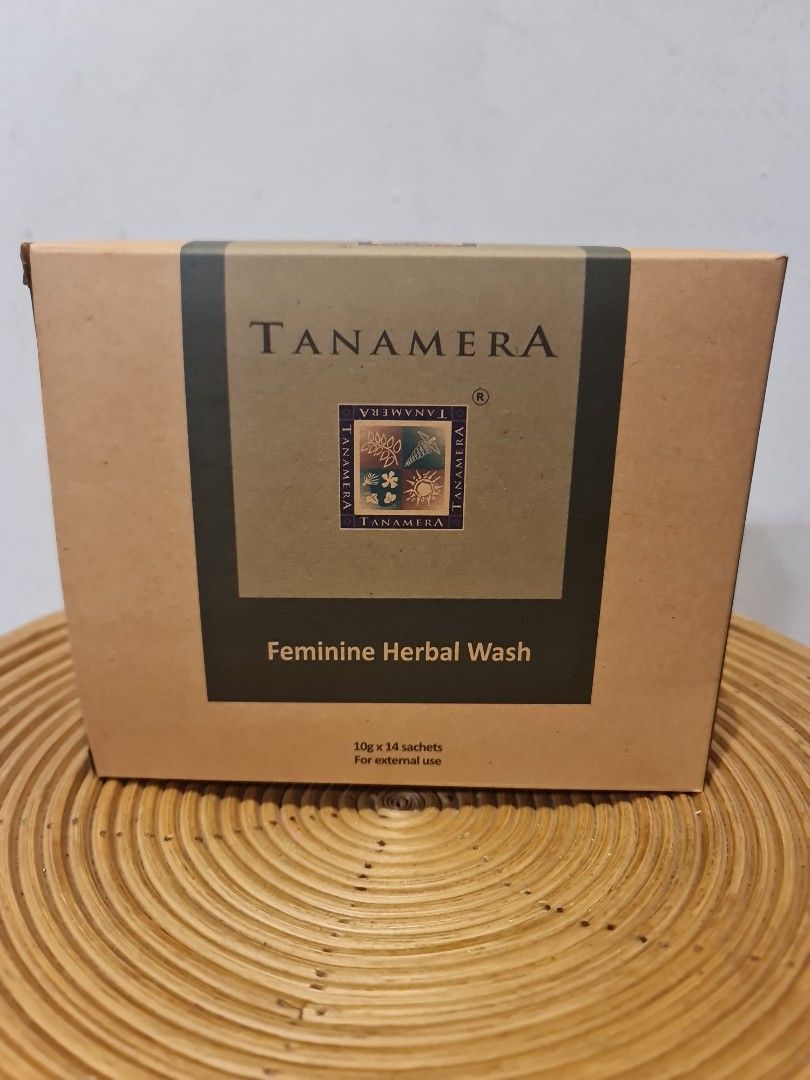 TANAMERA
®
TANAMERA
TANAMERA
TANAMERA
TANAMERA
Feminine Herbal Wash
10g x 14 sachets
For external use